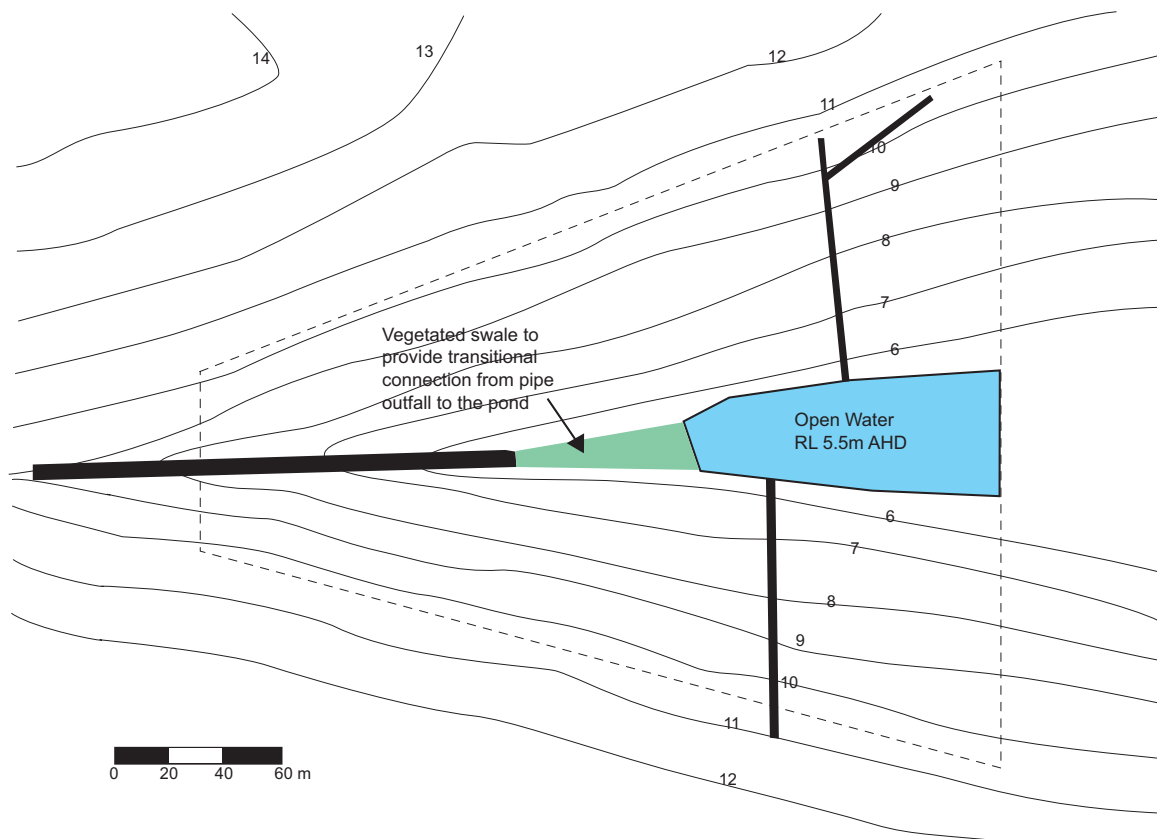 14
13
12
11
10
9
8
7
6
Vegetated swale to
provide transitional
connection from pipe
outfall to the pond
Open Water
RL 5.5m AHD
6
7
8
9
10
11
12
0 20 40 60 m